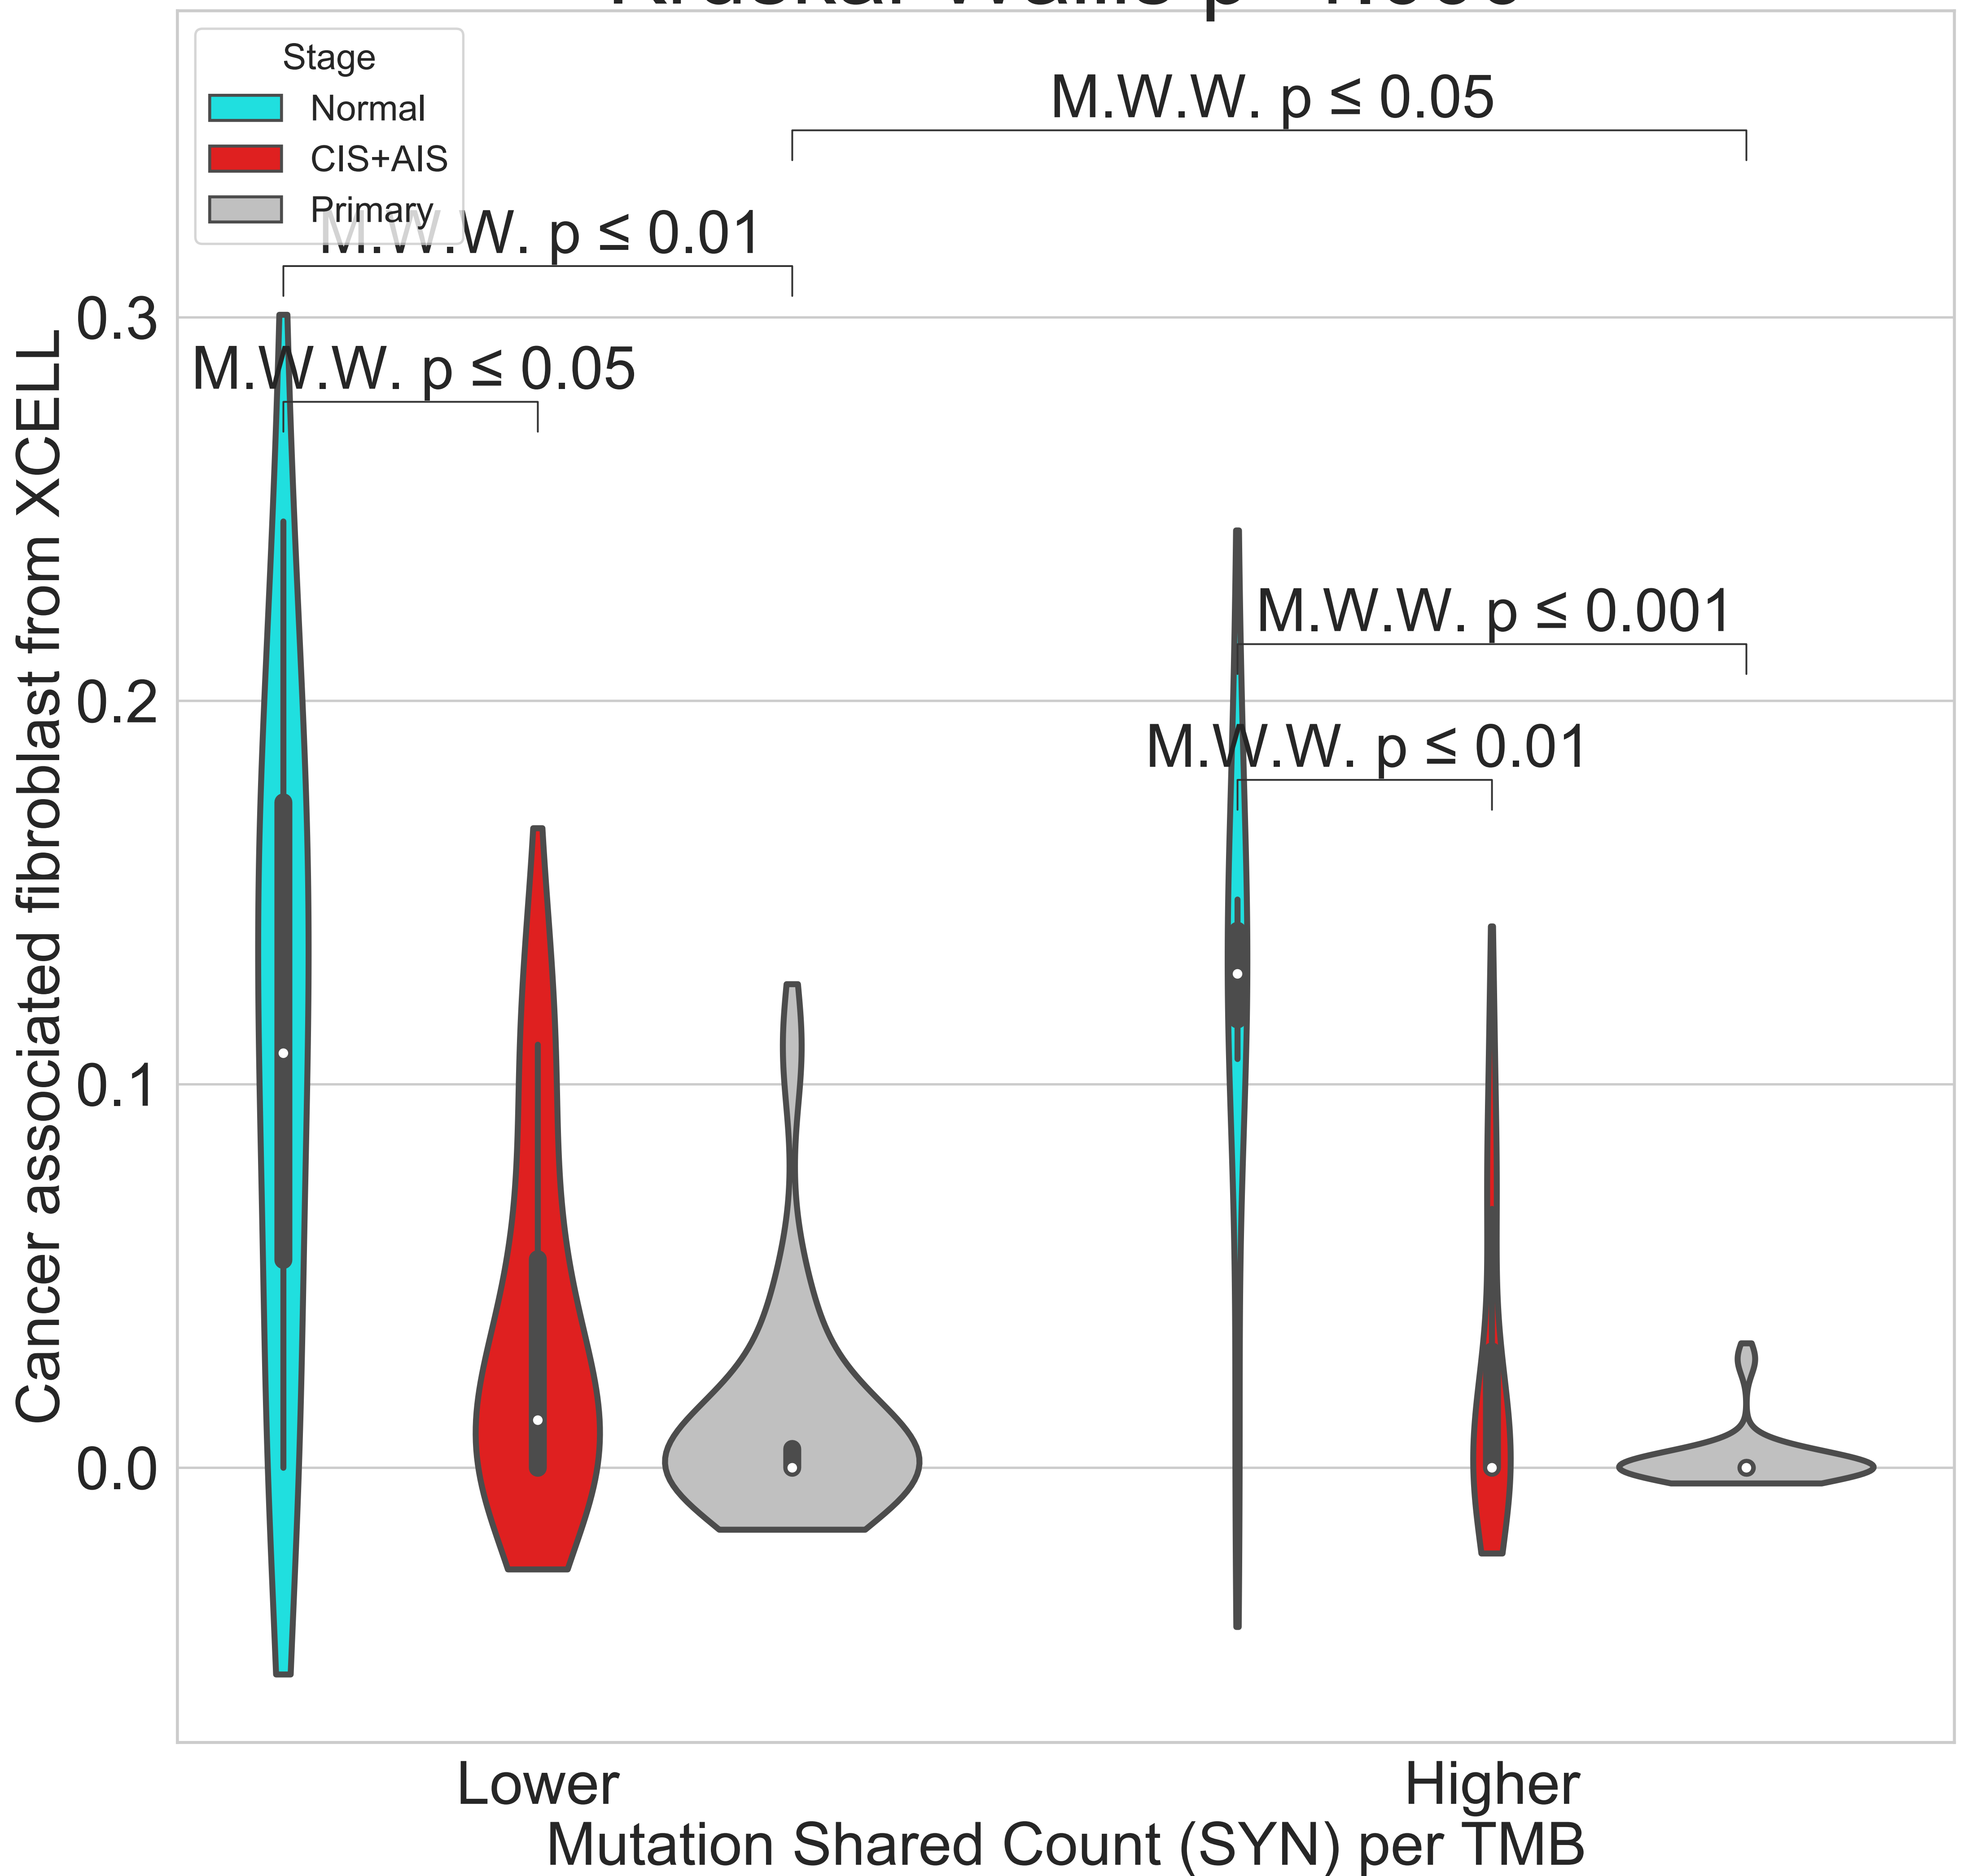 Stage
Normal
CIS+AIS
Primary
M.W.W. p ≤ 0.05
M.W.W. p ≤ 0.01
M.W.W. p ≤ 0.05
M.W.W. p ≤ 0.001
M.W.W. p ≤ 0.01
Cancer associated fibroblast from XCELL
0.3
0.2
0.1
0.0
Lower
Higher
Mutation Shared Count (SYN) per TMB